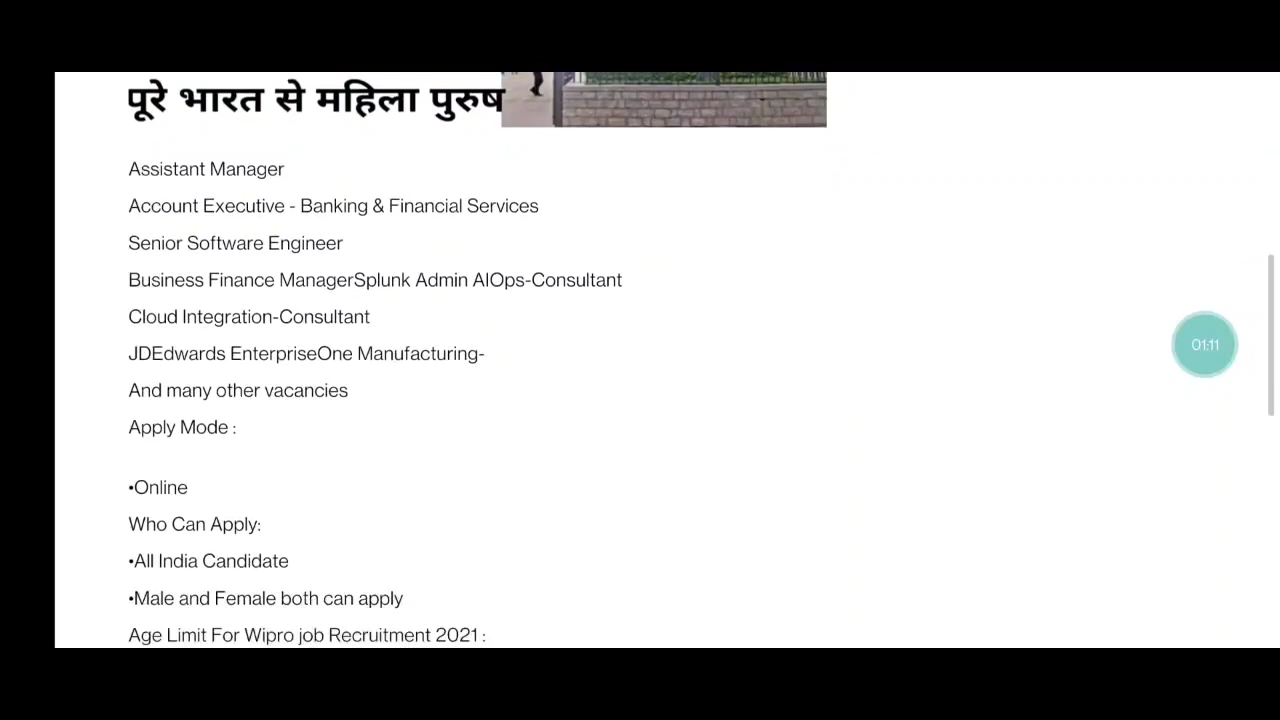 पूरे भारत से महिला पुरुष
Assistant Manager
Account Executive - Banking & Financial Services
Senior Software Engineer
Business Finance ManagerSplunk Admin AIOps-Consultant
Cloud Integration-Consultant
JDEdwards EnterpriseOne Manufacturing-
And many other vacancies
Apply Mode :
•Online
Who Can Apply:
•All India Candidate
•Male and Female both can apply
Age Limit For Wipro job Recruitment 2021 :
01:11